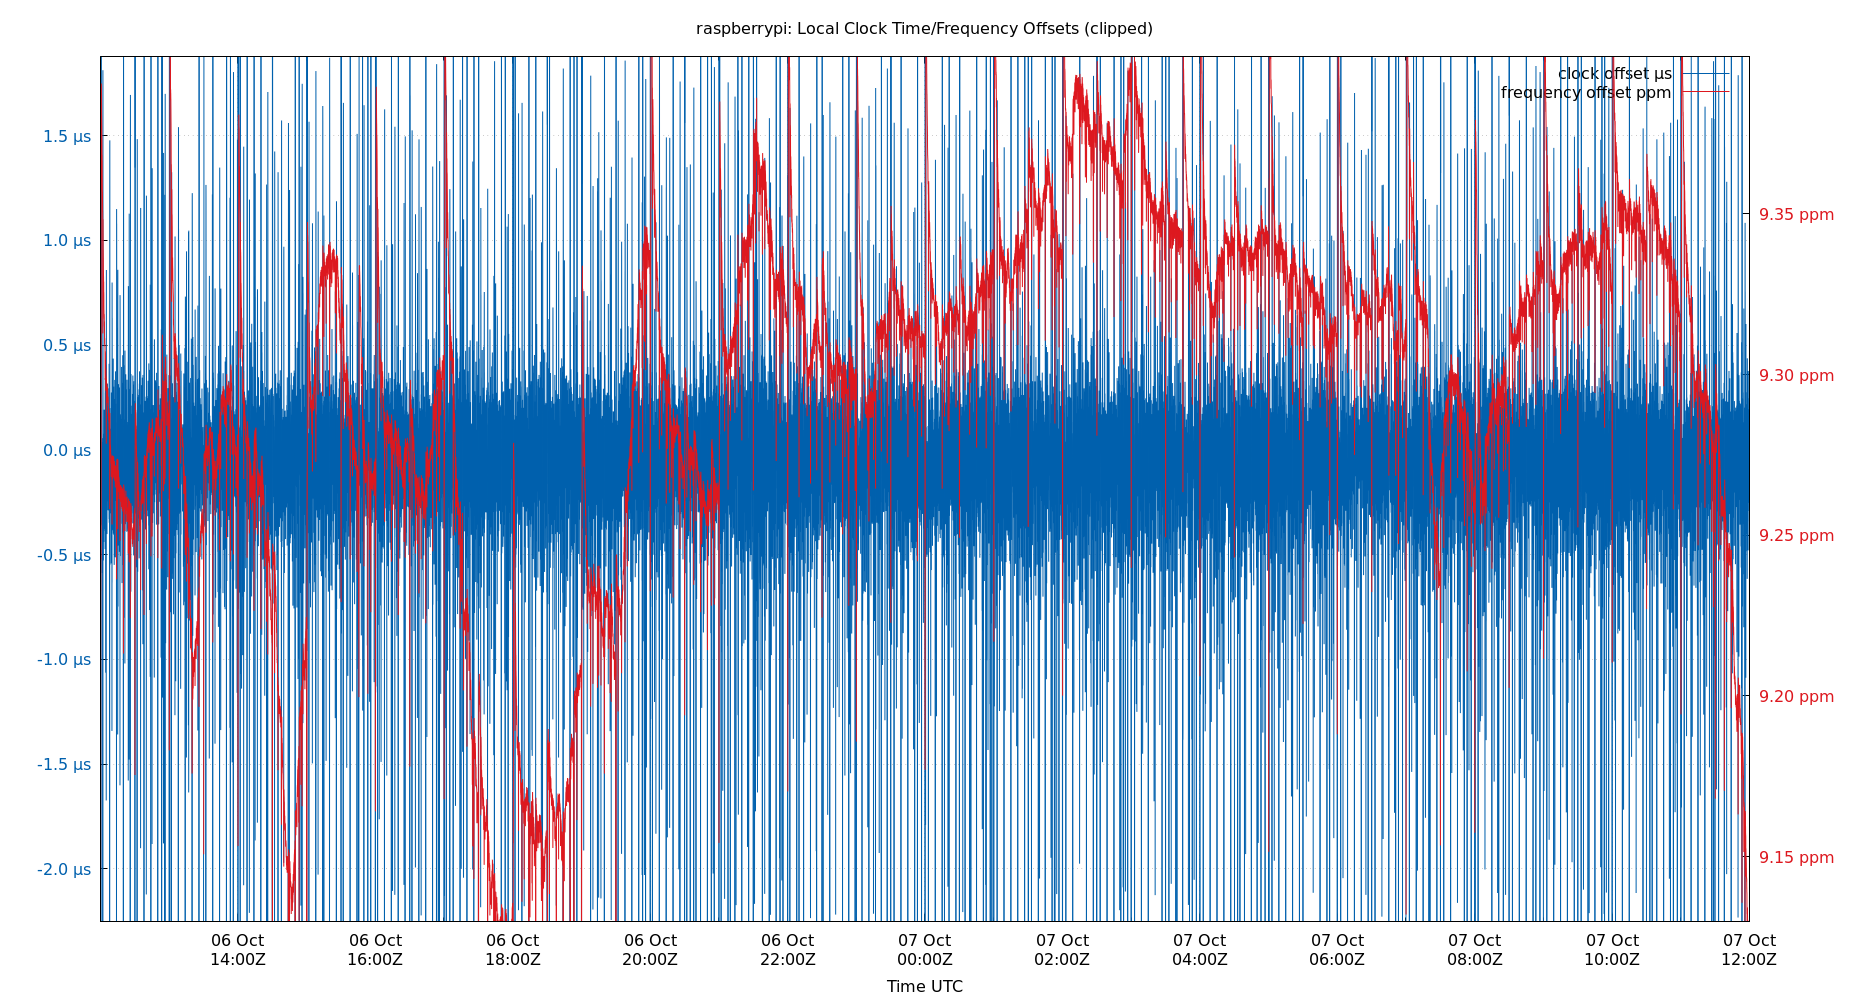 raspberrypi: Local Clock Time/Frequency Offsets (clipped)
clock offset µs
frequency offset ppm
1.5 µs
1.0 µs
0.5 µs
0.0 µs
-0.5 µs
-1.0 µs
-1.5 µs
-2.0 µs
9.35 ppm
9.30 ppm
9.25 ppm
9.20 ppm
9.15 ppm
06 Oct
14:00Z
06 Oct
16:00Z
06 Oct
18:00Z
06 Oct
20:00Z
06 Oct
22:00Z
07 Oct
00:00Z
07 Oct
02:00Z
07 Oct
04:00Z
07 Oct
06:00Z
07 Oct
08:00Z
07 Oct
10:00Z
07 Oct
12:00Z
Time UTC